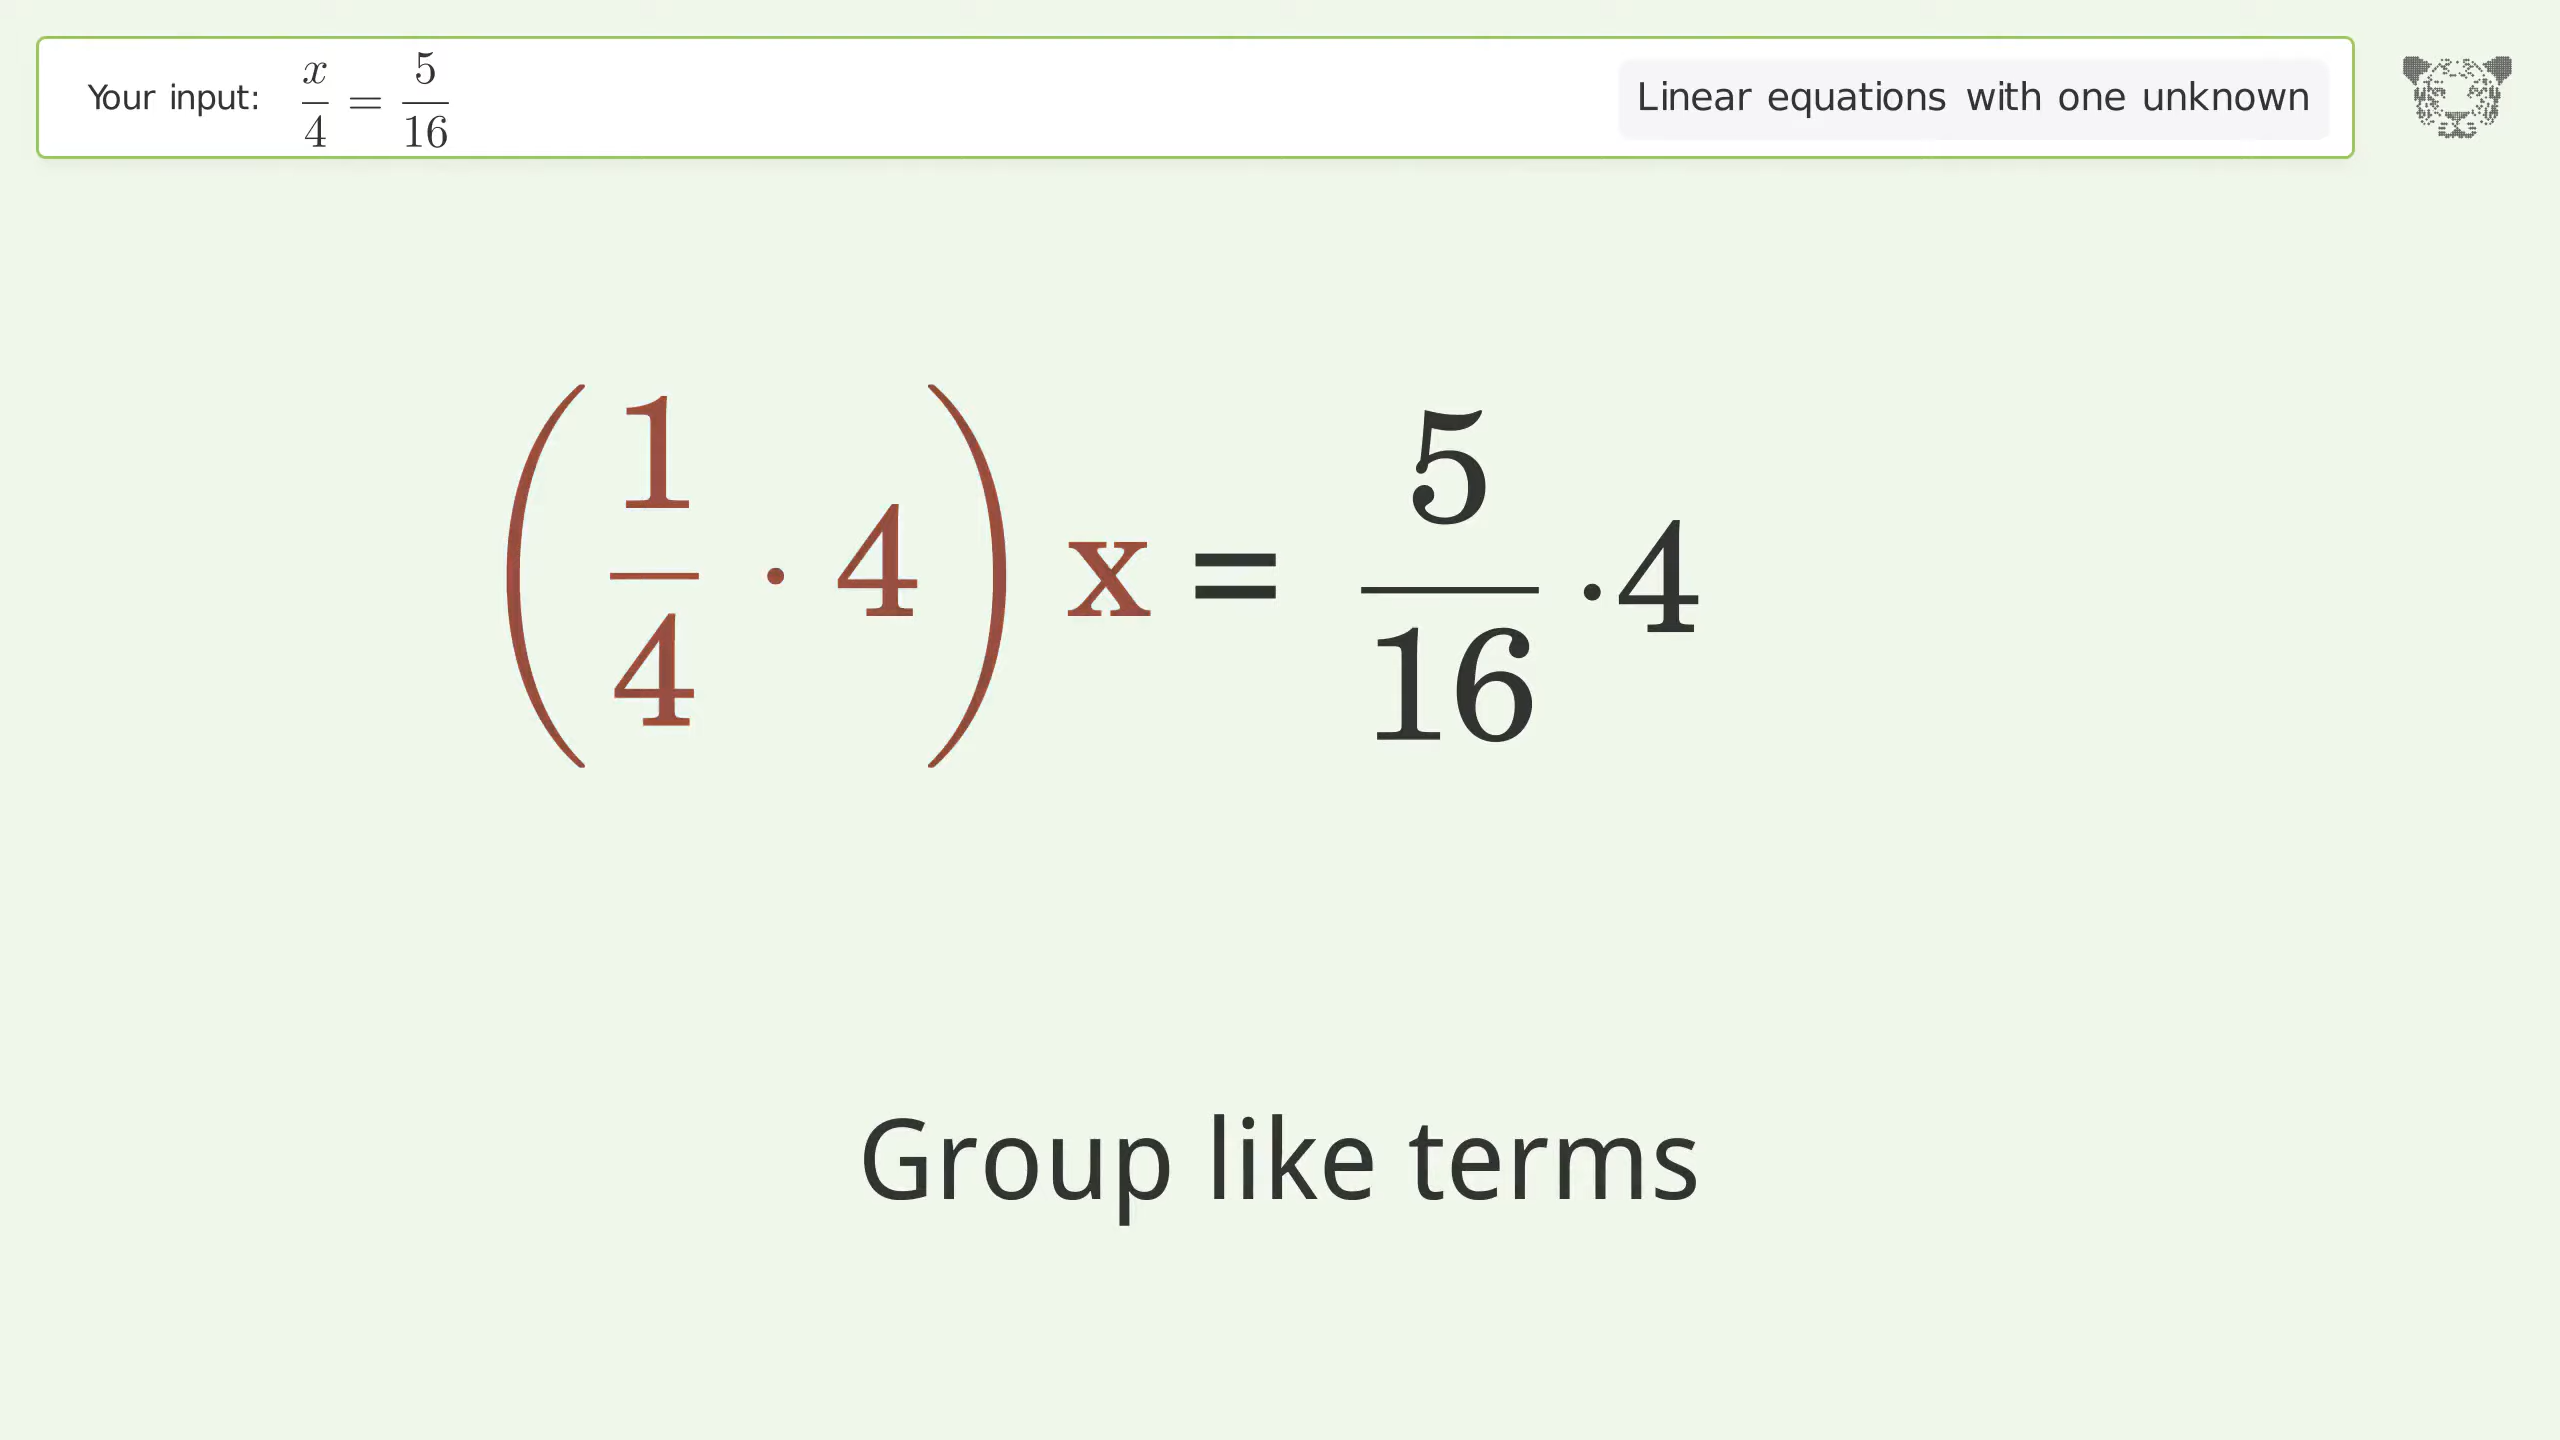 Your input: x/4 = 5/16
Linear equations with one unknown
(1/4 · 4) x = 5/16 · 4
Group like terms